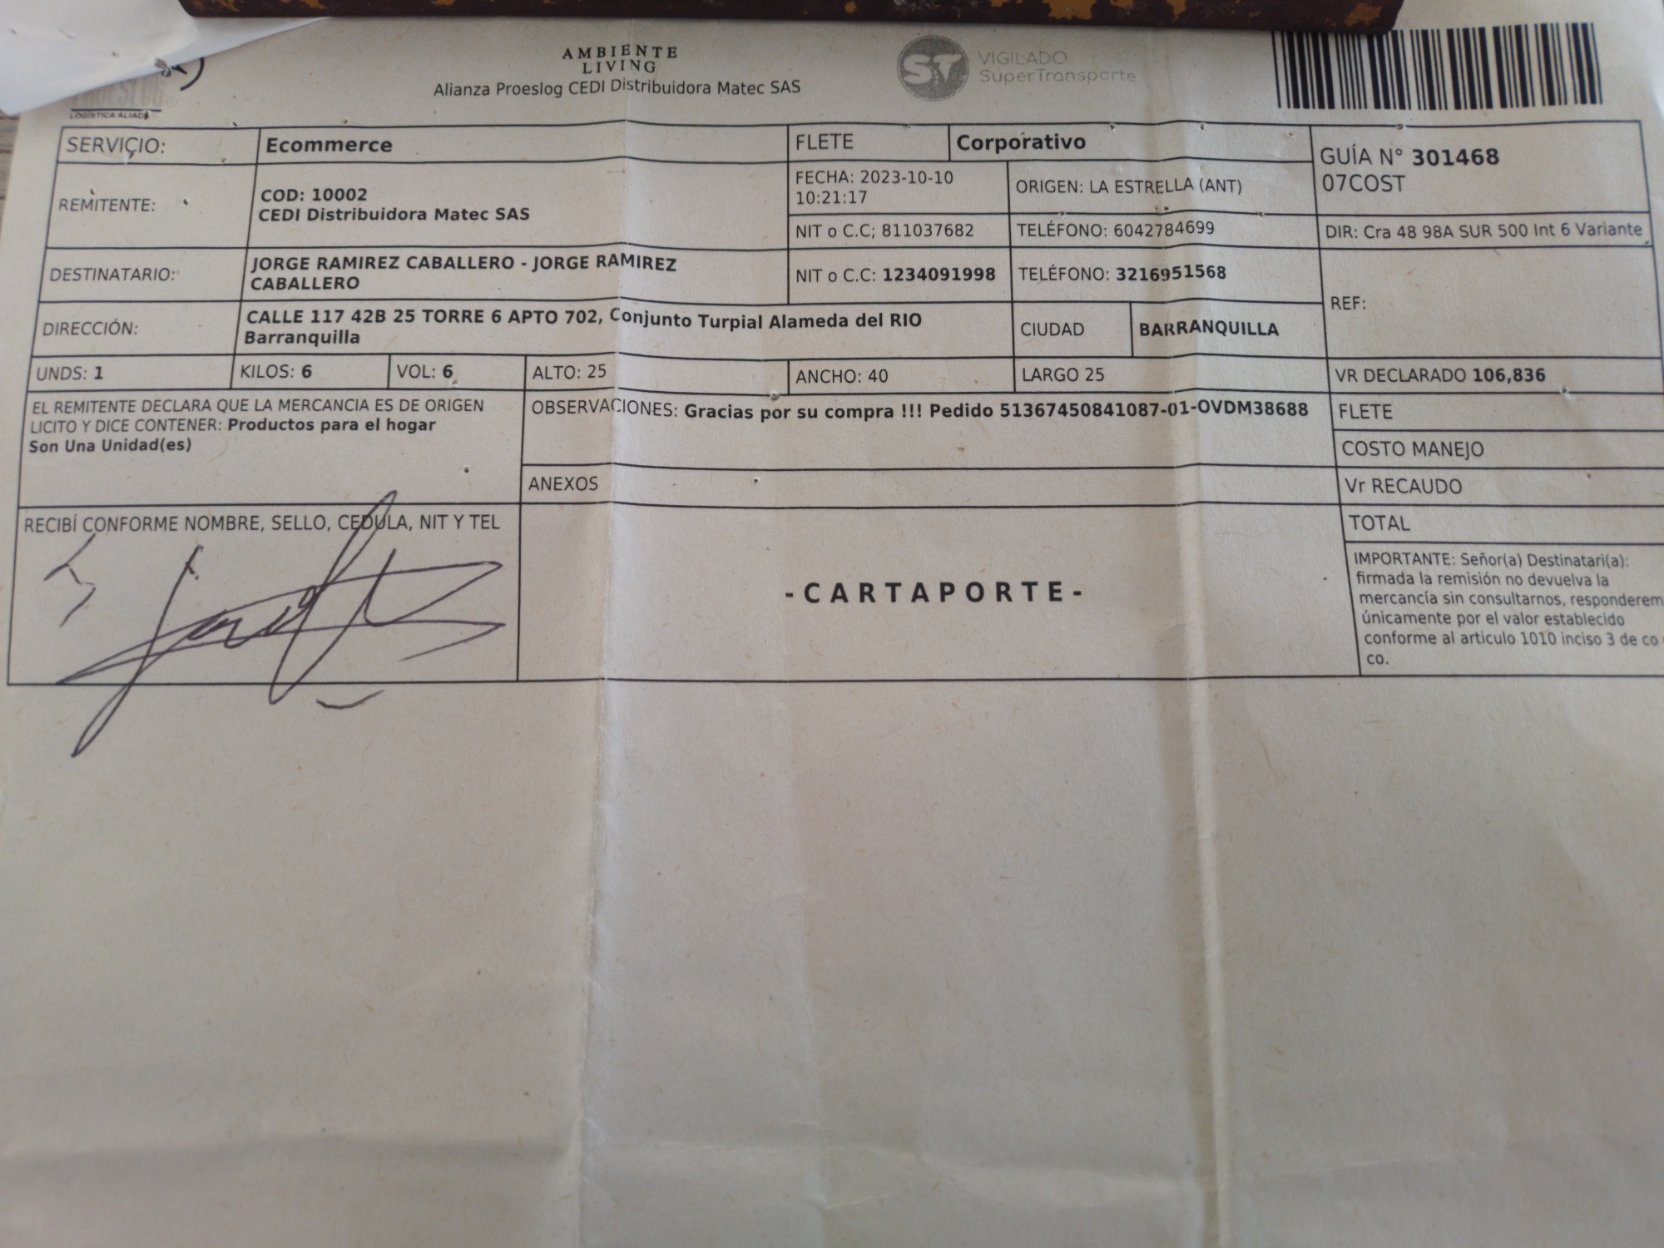 AMBIENTE
LIVING
Alianza Proeslog CEDI Distribuidora Matec SAS
VIGILADO
SuperTransporte
ST
LOGÍSTICA ALIADA
SERVICIO: Ecommerce
FLETE Corporativo
GUÍA N° 301468
07COST
REMITENTE: COD: 10002
CEDI Distribuidora Matec SAS
FECHA: 2023-10-10
10:21:17
ORIGEN: LA ESTRELLA (ANT)
NIT o C.C; 811037682
TELÉFONO: 6042784699
DIR: Cra 48 98A SUR 500 Int 6 Variante
DESTINATARIO: JORGE RAMIREZ CABALLERO - JORGE RAMIREZ
CABALLERO
NIT o C.C: 1234091998
TELÉFONO: 3216951568
REF:
DIRECCIÓN: CALLE 117 42B 25 TORRE 6 APTO 702, Conjunto Turpial Alameda del RIO
Barranquilla
CIUDAD BARRANQUILLA
UNDS: 1 KILOS: 6 VOL: 6 ALTO: 25 ANCHO: 40 LARGO 25 VR DECLARADO 106,836
EL REMITENTE DECLARA QUE LA MERCANCIA ES DE ORIGEN
LICITO Y DICE CONTENER: Productos para el hogar
Son Una Unidad(es)
OBSERVACIONES: Gracias por su compra !!! Pedido 51367450841087-01-OVDM38688
FLETE
COSTO MANEJO
ANEXOS
Vr RECAUDO
RECIBÍ CONFORME NOMBRE, SELLO, CEDULA, NIT Y TEL
-CARTAPORTE-
TOTAL
IMPORTANTE: Señor(a) Destinatari(a):
firmada la remisión no devuelva la
mercancía sin consultarnos, responderem
únicamente por el valor establecido
conforme al articulo 1010 inciso 3 de co
co.